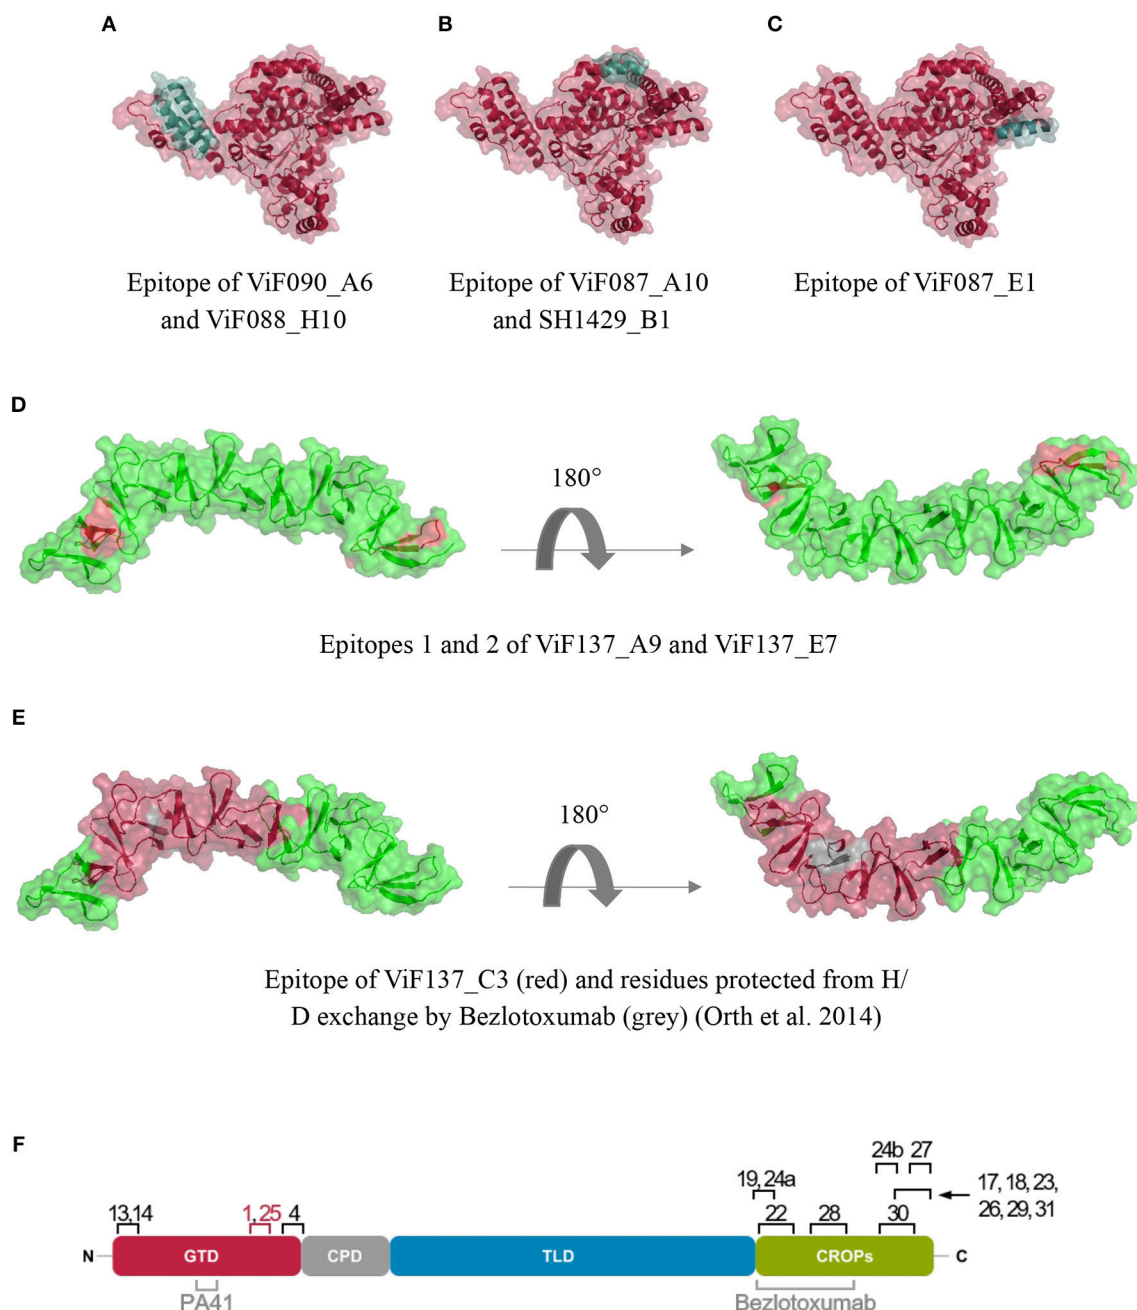 A
B
C
Epitope of ViF090_A6
and ViF088_H10
Epitope of ViF087_A10
and SH1429_B1
Epitope of ViF087_E1
D
180°
Epitopes 1 and 2 of ViF137_A9 and ViF137_E7
E
180°
Epitope of ViF137_C3 (red) and residues protected from H/
D exchange by Bezlotoxumab (grey) (Orth et al. 2014)
F
24b 27
19, 24a
17, 18, 23,
26, 29, 31
13,14 1, 25 4 22 28 30
N GTD CPD TLD CROPs C
PA41 Bezlotoxumab